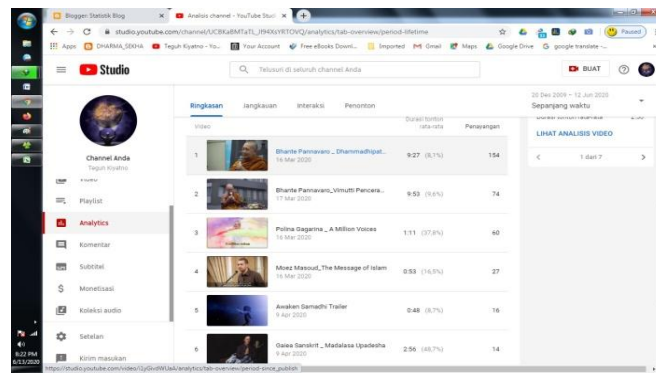 Blogger: Statistik Blog
Analisis channel - YouTube Stud
studio.youtube.com/channel/UCBKaBMTaTL_
analytics/tab-overview/period-lifetime
Paused
Apps
DHARMA_SEKHA
Teguh Kiyatno - Yo...
Your Account
Free eBooks Downl...
Imported
Gmail
Maps
Google Drive
google translate -...
Studio
Telusuri di seluruh channel Anda
BUAT
Channel Anda
Teguh Kiyatno
Video
Playlist
Analytics
Komentar
Subtitel
Monetisasi
Koleksi audio
Setelan
Kirim masukan
Ringkasan Jangkauan Interaksi Penonton
20 Des 2009 – 12 Jun 2020
Sepanjang waktu
Video
Durasi tonton
rata-rata
Penayangan
1
Bhante Pannavaro _ Dhammadhipat...
16 Mar 2020
9:27 (8,1%)
154
2
Bhante Pannavaro_Vimutti Pencera...
17 Mar 2020
9:53 (9,6%)
74
3
Polina Gagarina _ A Million Voices
16 Mar 2020
1:11 (37,8%)
60
4
Moez Masoud_The Message of Islam
16 Mar 2020
0:53 (16,5%)
27
5
Awaken Samadhi Trailer
9 Apr 2020
0:48 (8,7%)
16
6
Gaiea Sanskrit _ Madalasa Upadesha
9 Apr 2020
2:56 (48,7%)
14
LIHAT ANALISIS VIDEO
1 dari 7
8:22 PM
6/13/2020